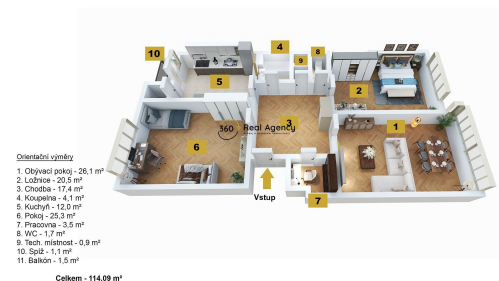 10
5
4
9
8
2
3
1
360
Real Agency
6
7
Vstup
Orientační výměry
1. Obývací pokoj - 26,1 m²
2. Ložnice - 20,5 m²
3. Chodba - 17,4 m²
4. Koupelna - 4,1 m²
5. Kuchyň - 12,0 m²
6. Pokoj - 25,3 m²
7. Pracovna - 3,5 m²
8. WC - 1,7 m²
9. Tech. místnost - 0,9 m²
10. Spíž - 1,1 m²
11. Balkón - 1,5 m²
Celkem - 114.09 m²